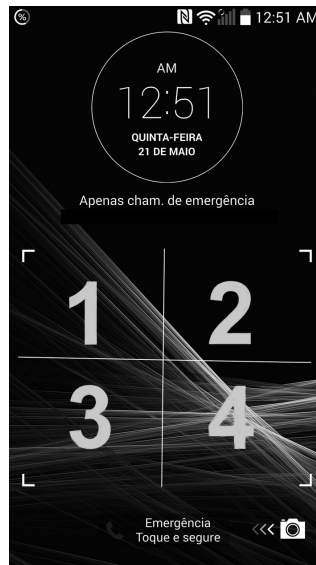 12:51 AM
AM
12:51
QUINTA-FEIRA
21 DE MAIO
Apenas cham. de emergência
1 2
3 4
Emergência
Toque e segure